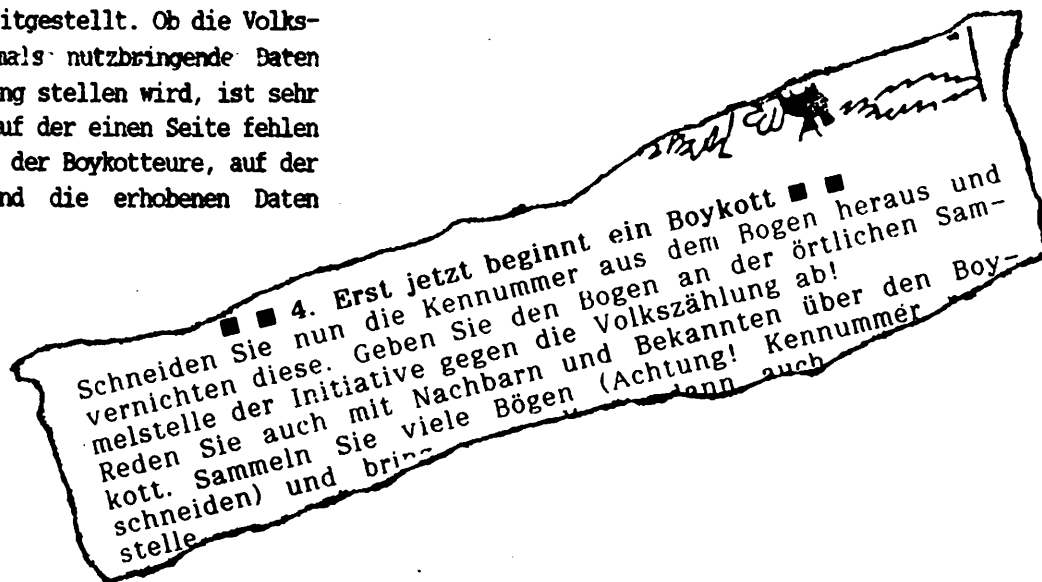 itgestellt. Ob die Volks-
mals nutzbringende Daten
ng stellen wird, ist sehr
uf der einen Seite fehlen
der Boykotteure, auf der
nd die erhobenen Daten
■ ■ 4. Erst jetzt beginnt ein Boykott ■ ■
Schneiden Sie nun die Kennummer aus dem Bogen heraus und
vernichten diese. Geben Sie den Bogen an der örtlichen Sam-
melstelle der Initiative gegen die Volkszählung ab!
Reden Sie auch mit Nachbarn und Bekannten über den Boy-
kott. Sammeln Sie viele Bögen (Achtung! Kennummer
schneiden) und dann auch
stelle